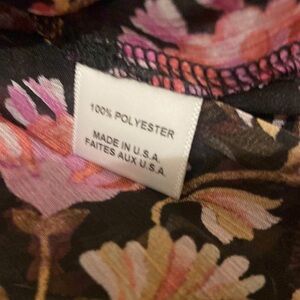 100% POLYESTER
MADE IN U.S.A.
FAITES AUX U.S.A.